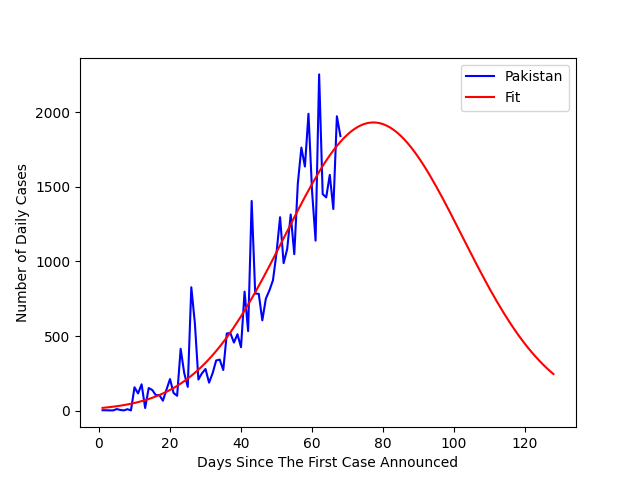 Pakistan
Fit
Number of Daily Cases
2000
1500
1000
500
0
0 20 40 60 80 100 120
Days Since The First Case Announced